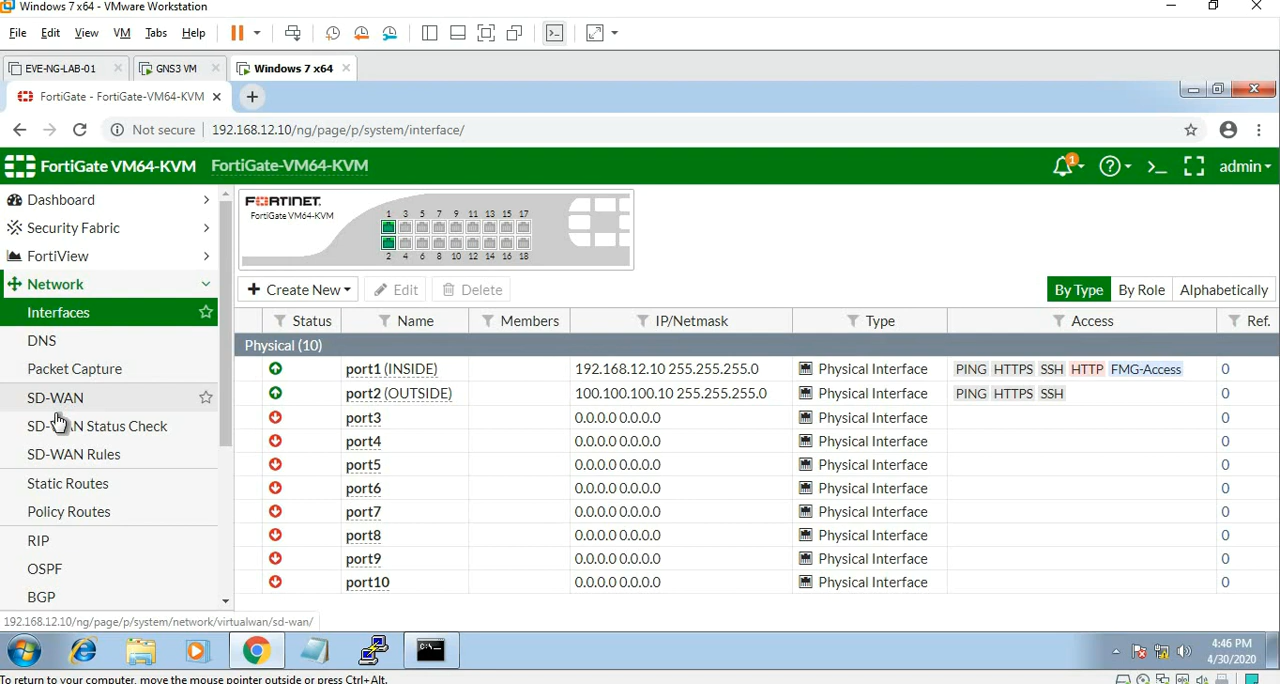 Windows 7 x64 - VMware Workstation
File Edit View VM Tabs Help
EVE-NG-LAB-01 GNS3 VM Windows 7 x64
FortiGate - FortiGate-VM64-KVM
Not secure 192.168.12.10/ng/page/p/system/interface/
FortiGate VM64-KVM FortiGate-VM64-KVM 1 admin
Dashboard
Security Fabric
FortiView
Network
Interfaces
DNS
Packet Capture
SD-WAN
SD-WAN Status Check
SD-WAN Rules
Static Routes
Policy Routes
RIP
OSPF
BGP
FORTINET
FortiGate VM64-KVM
1 3 5 7 9 11 13 15 17
2 4 6 8 10 12 14 16 18
Create New Edit Delete By Type By Role Alphabetically
Status Name Members IP/Netmask Type Access Ref.
Physical (10)
port1 (INSIDE) 192.168.12.10 255.255.255.0 Physical Interface PING HTTPS SSH HTTP FMG-Access 0
port2 (OUTSIDE) 100.100.100.10 255.255.255.0 Physical Interface PING HTTPS SSH 0
port3 0.0.0.0 0.0.0.0 Physical Interface 0
port4 0.0.0.0 0.0.0.0 Physical Interface 0
port5 0.0.0.0 0.0.0.0 Physical Interface 0
port6 0.0.0.0 0.0.0.0 Physical Interface 0
port7 0.0.0.0 0.0.0.0 Physical Interface 0
port8 0.0.0.0 0.0.0.0 Physical Interface 0
port9 0.0.0.0 0.0.0.0 Physical Interface 0
port10 0.0.0.0 0.0.0.0 Physical Interface 0
192.168.12.10/ng/page/p/system/network/virtualwan/sd-wan/
4:46 PM
4/30/2020
To return to your computer, move the mouse pointer outside or press Ctrl+Alt.